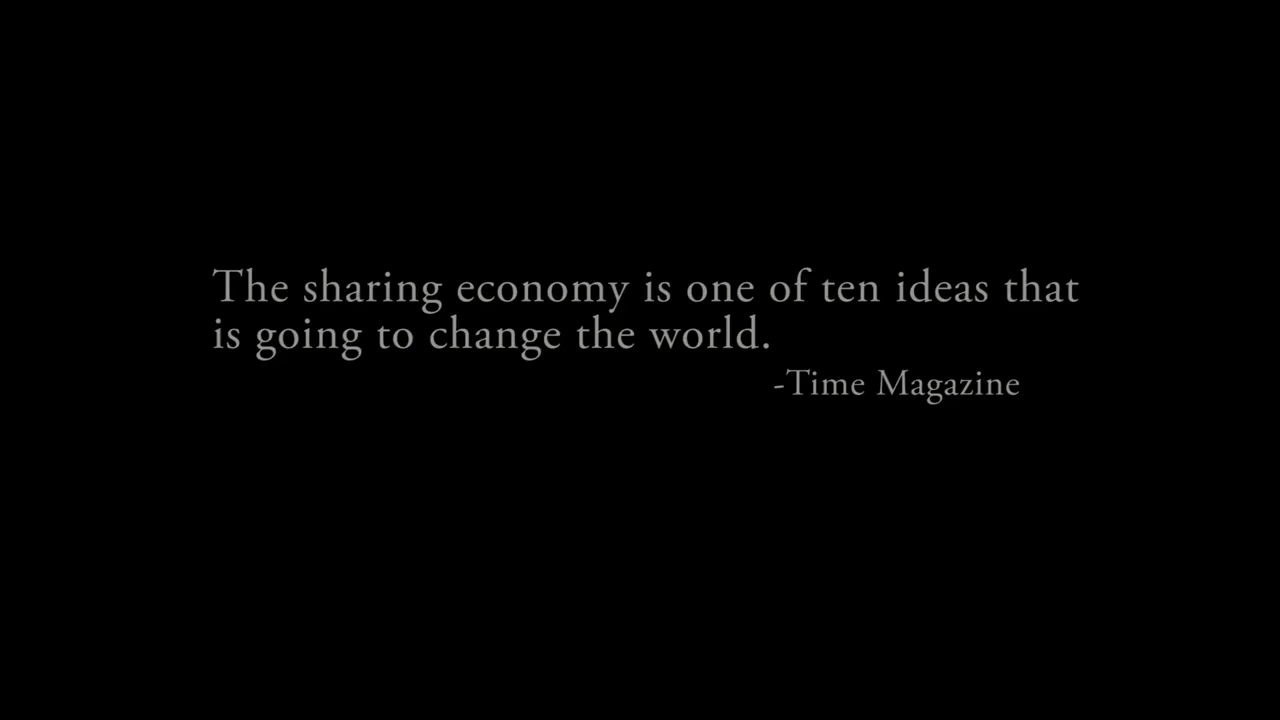 The sharing economy is one of ten ideas that
is going to change the world.
-Time Magazine